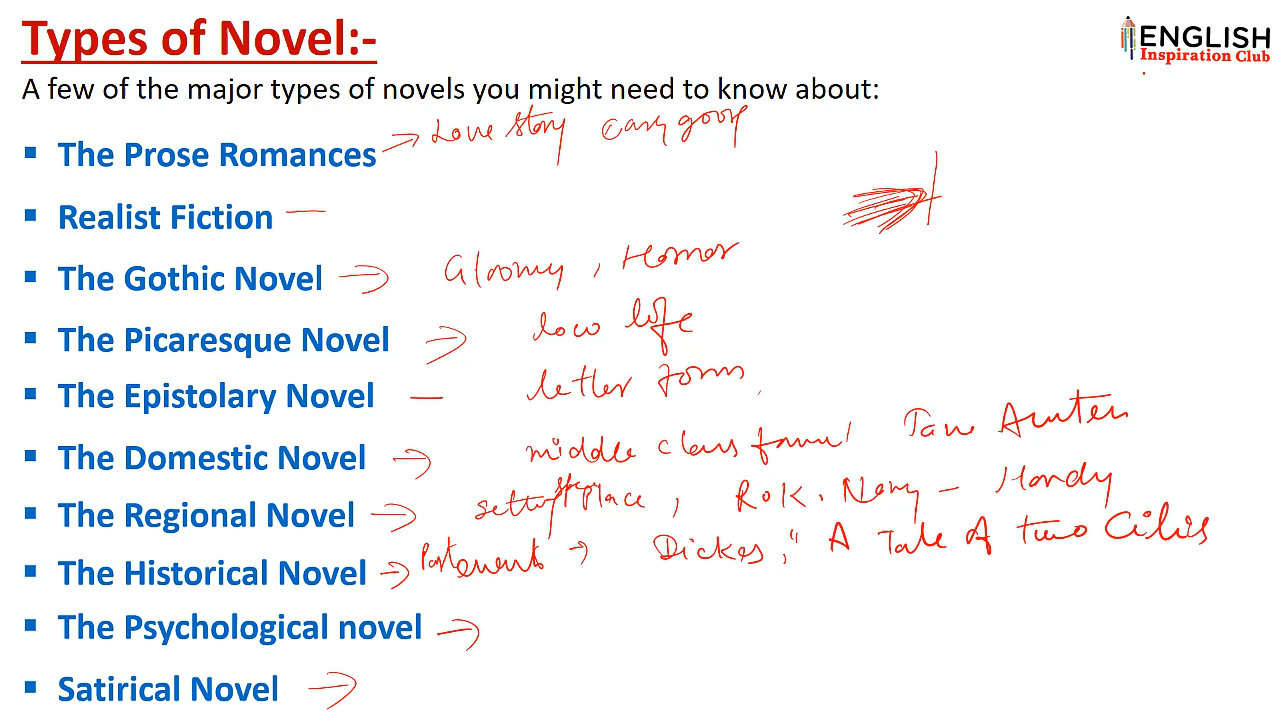 Types of Novel:-
ENGLISH
Inspiration Club
A few of the major types of novels you might need to know about:
The Prose Romances → Love story
Realist Fiction —
The Gothic Novel → Gloomy, Horror
The Picaresque Novel → low life
The Epistolary Novel — letter form
The Domestic Novel → middle class Jane Austen
The Regional Novel → setting place, R.K. Hardy
The Historical Novel → Past events → "A Tale of two Cities
The Psychological novel →
Satirical Novel →